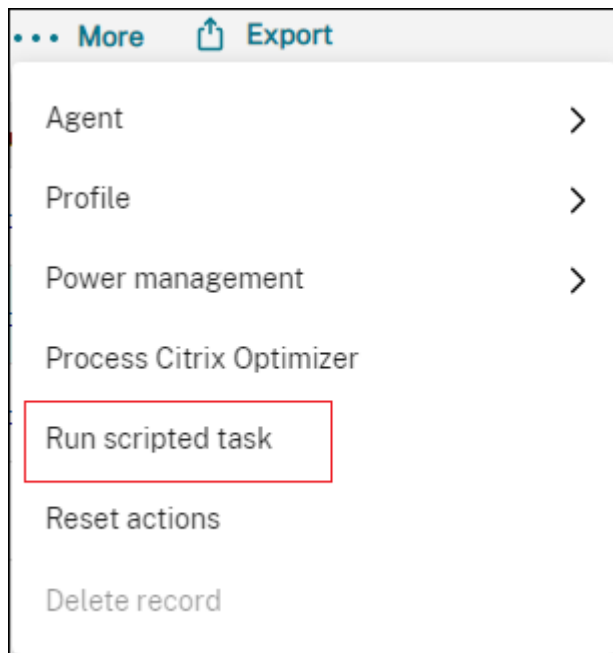 ••• More Export
Agent
Profile
Power management
Process Citrix Optimizer
Run scripted task
Reset actions
Delete record